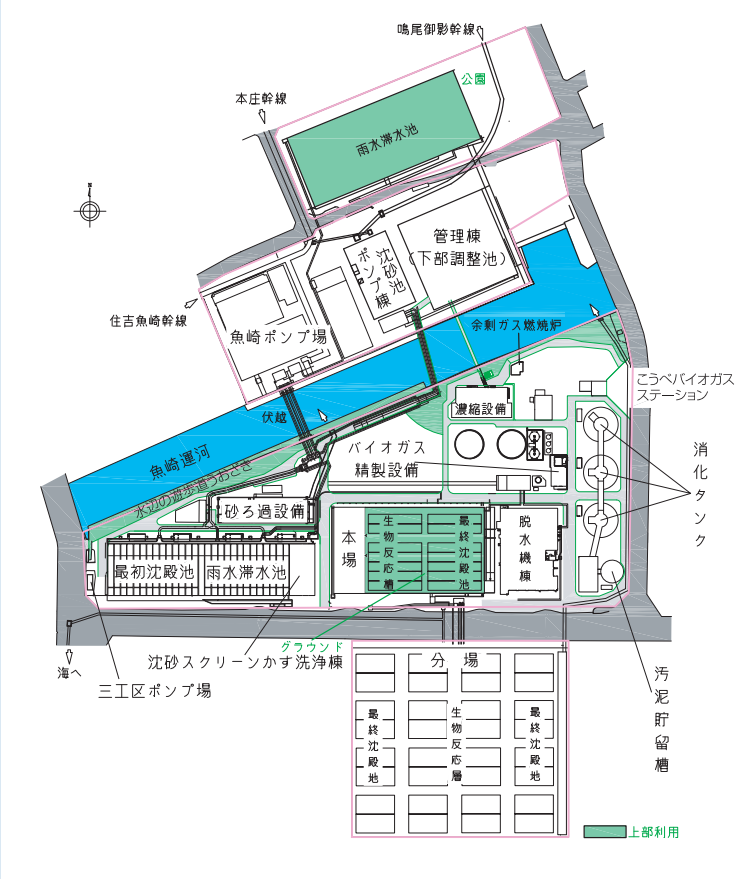 鳴尾御影幹線
公園
本庄幹線
雨水滞水池
N
管理棟
(下部調整池)
沈砂池
ポンプ棟
住吉魚崎幹線
魚崎ポンプ場
余剰ガス燃焼炉
こうべバイオガス
ステーション
伏越
濃縮設備
魚崎運河
水辺の遊歩道うおざき
バイオガス
精製設備
消化タンク
砂ろ過設備
本場
生物反応槽
最終沈殿池
脱水機棟
最初沈殿池
雨水滞水池
グラウンド
沈砂スクリーンかす洗浄棟
海へ
三工区ポンプ場
分場
汚泥貯留槽
最終沈殿地
生物反応層
最終沈殿地
上部利用